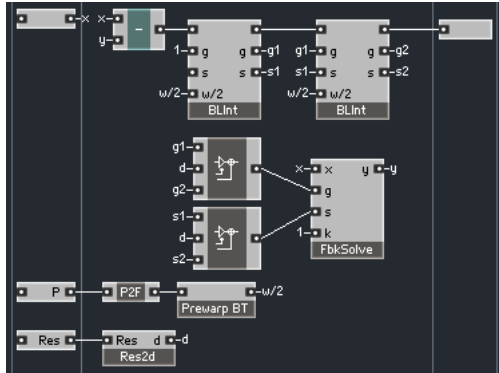 x x
y -
1 g g g1 g1 g g g2
s s s1 s1 s s s2
w/2 w/2 w/2 w/2
BLInt BLInt
g1
d
g2
x x y y
g
s1 s
d 1 k
s2 FbkSolve
P P2F w/2
Prewarp BT
Res Res d d
Res2d